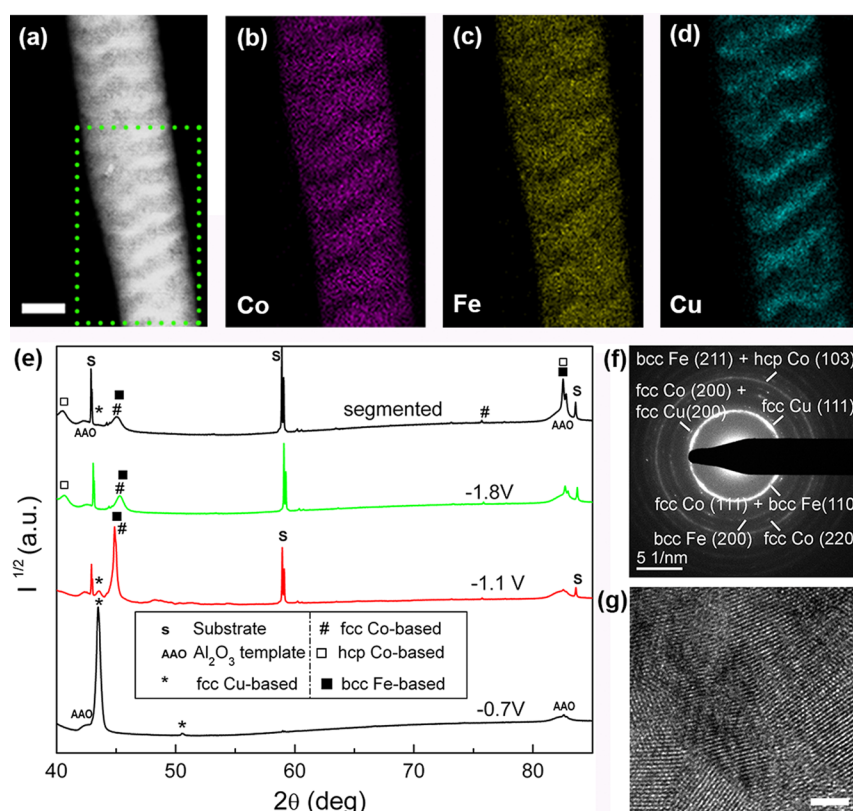 (a)
(b)
(c)
(d)
Co
Fe
Cu
(e)
S
*
#
AAO
segmented
S
#
AAO
S
#
-1.8V
#
*
-1.1 V
S
S
*
S Substrate
# fcc Co-based
AAO Al2O3 template
□ hcp Co-based
* fcc Cu-based
■ bcc Fe-based
AAO
*
-0.7V
AAO
I 1/2 (a.u.)
40
50
60
70
80
2θ (deg)
(f)
bcc Fe (211) + hcp Co (103)
fcc Co (200) +
fcc Cu(200)
fcc Cu (111)
fcc Co (111) + bcc Fe(110)
bcc Fe (200)
fcc Co (220)
5 1/nm
(g)